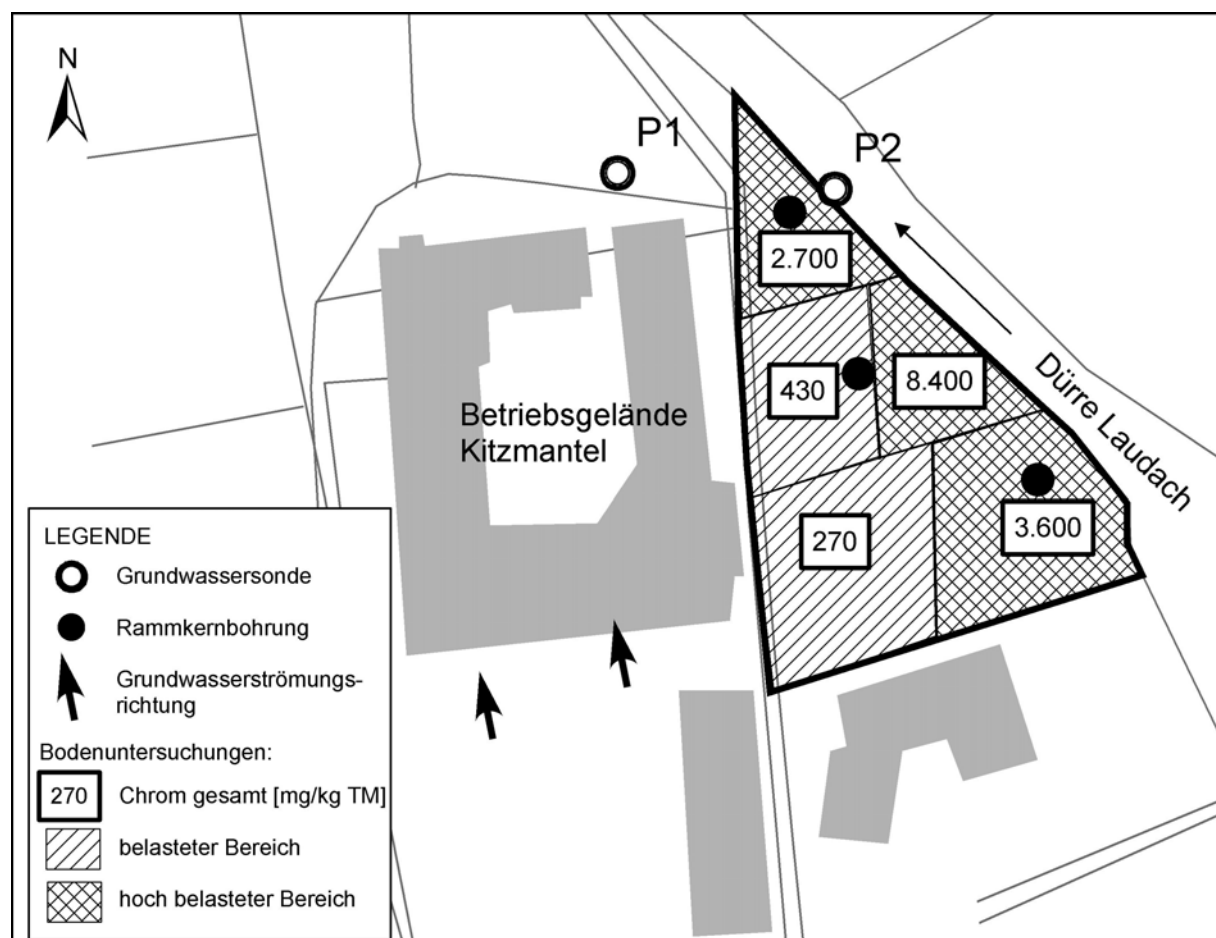 N
P1
P2
2.700
430
8.400
Dürre Laudach
Betriebsgelände
Kitzmantel
270
3.600
LEGENDE
Grundwassersonde
Rammkernbohrung
Grundwasserströmungs-
richtung
Bodenuntersuchungen:
270 Chrom gesamt [mg/kg TM]
belasteter Bereich
hoch belasteter Bereich